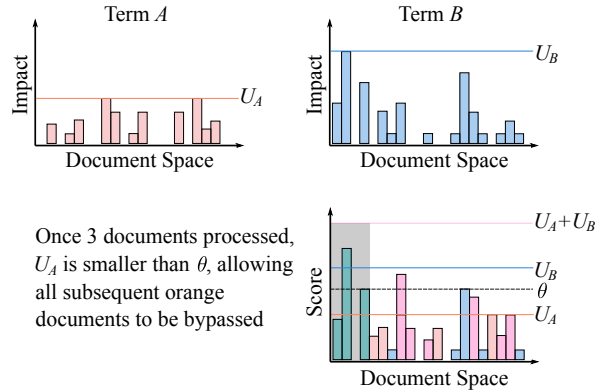 Term A
Term B
Impact
U_A
Document Space
Impact
U_B
Document Space
Once 3 documents processed,
U_A is smaller than θ, allowing
all subsequent orange
documents to be bypassed
Score
U_A+U_B
U_B
θ
U_A
Document Space